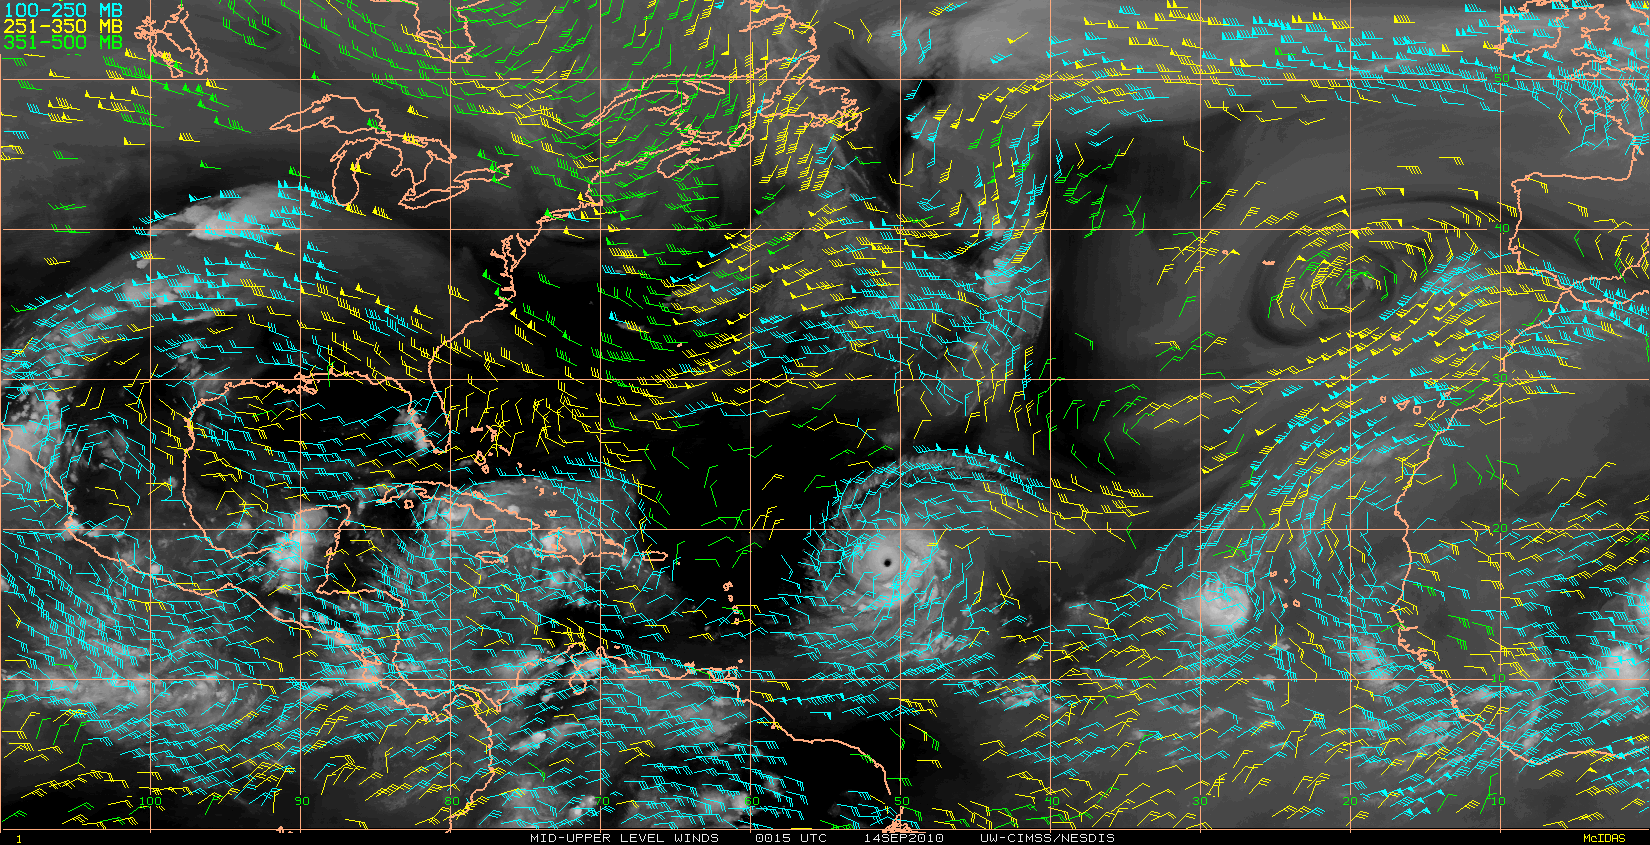 100-250 MB
251-350 MB
351-500 MB
50
40
30
20
10
100 90 80 70 60 50 40 30 20 10
1 MID-UPPER LEVEL WINDS 0015 UTC 14SEP2010 UW-CIMSS/NESDIS McIDAS